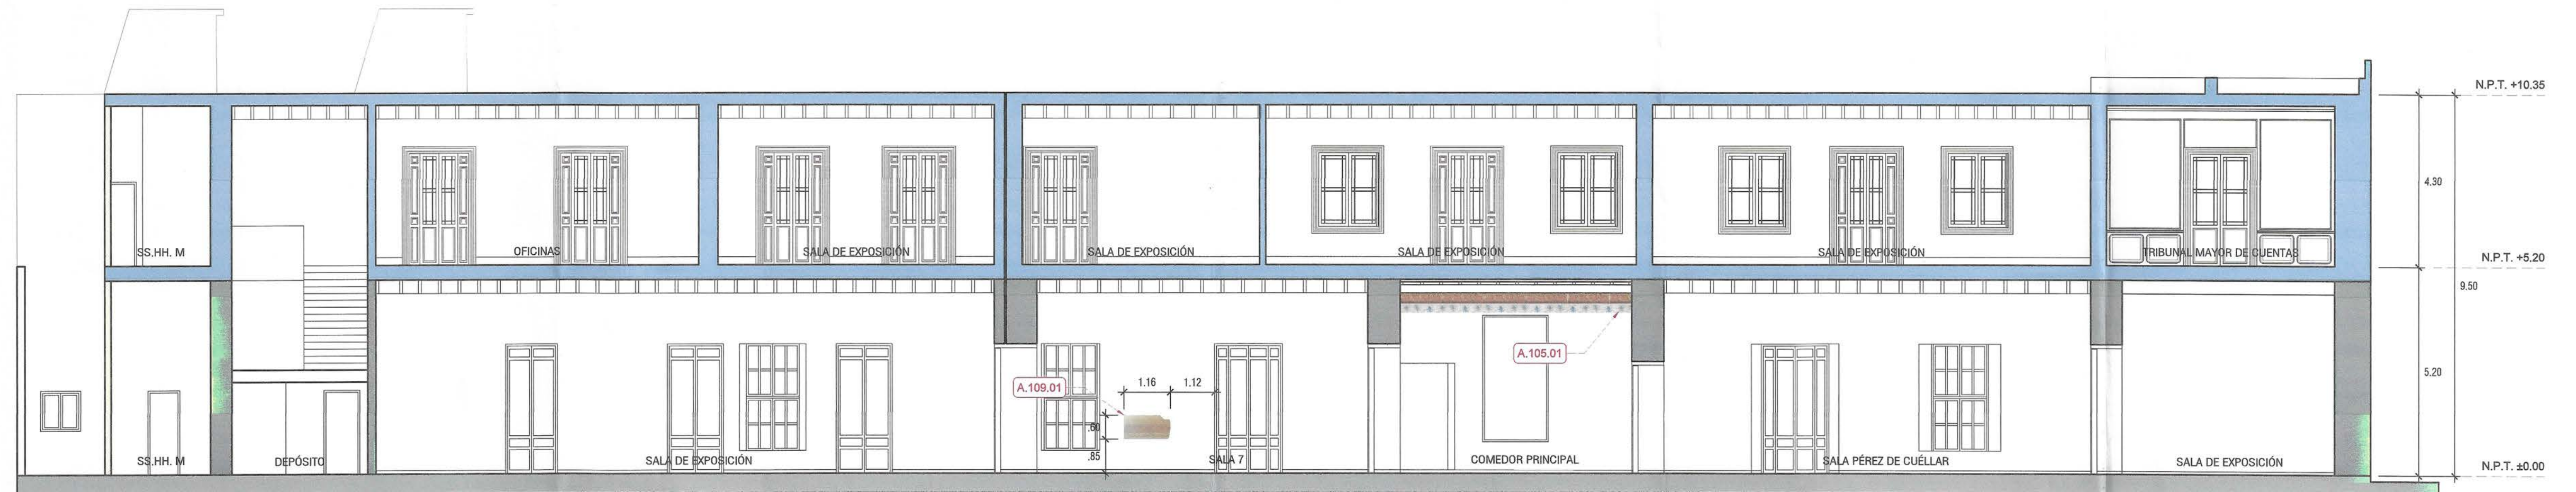 N.P.T. +10.35
4.30
SS.HH. M
OFICINAS
SALA DE EXPOSICIÓN
SALA DE EXPOSICIÓN
SALA DE EXPOSICIÓN
SALA DE EXPOSICIÓN
TRIBUNAL MAYOR DE CUENTAS
N.P.T. +5.20
9.50
A.105.01
A.109.01
1.16
1.12
5.20
.60
.85
SS.HH. M
DEPÓSITO
SALA DE EXPOSICIÓN
SALA 7
COMEDOR PRINCIPAL
SALA PÉREZ DE CUÉLLAR
SALA DE EXPOSICIÓN
N.P.T. ±0.00